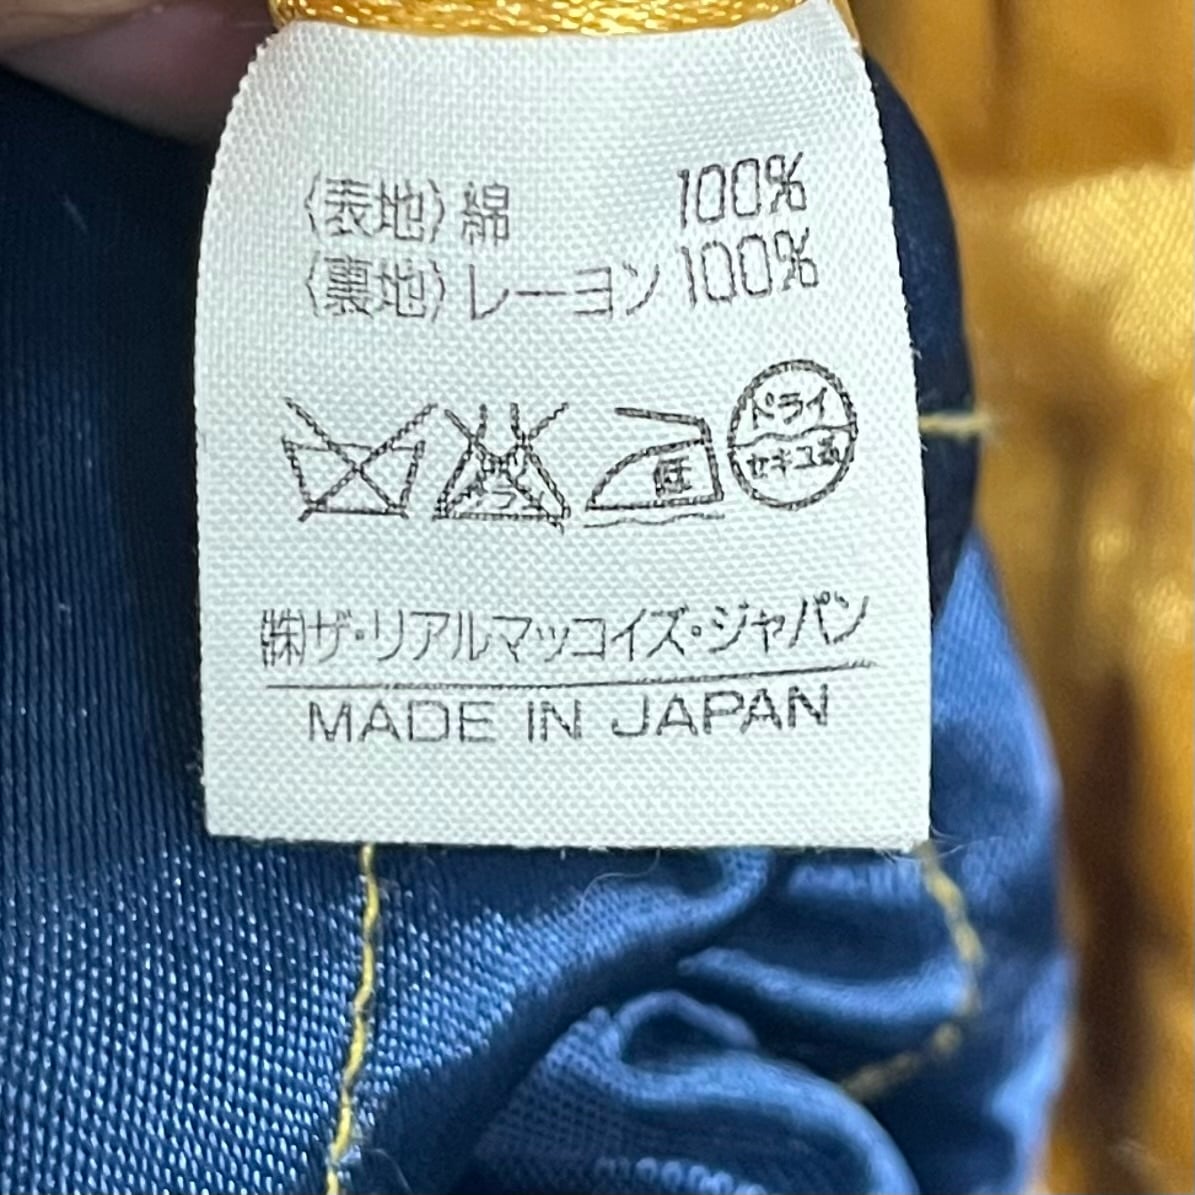 〈表地〉綿 100%
〈裏地〉レーヨン 100%
低
ドライ
セキユ系
㈱ザ・リアルマッコイズ・ジャパン
MADE IN JAPAN